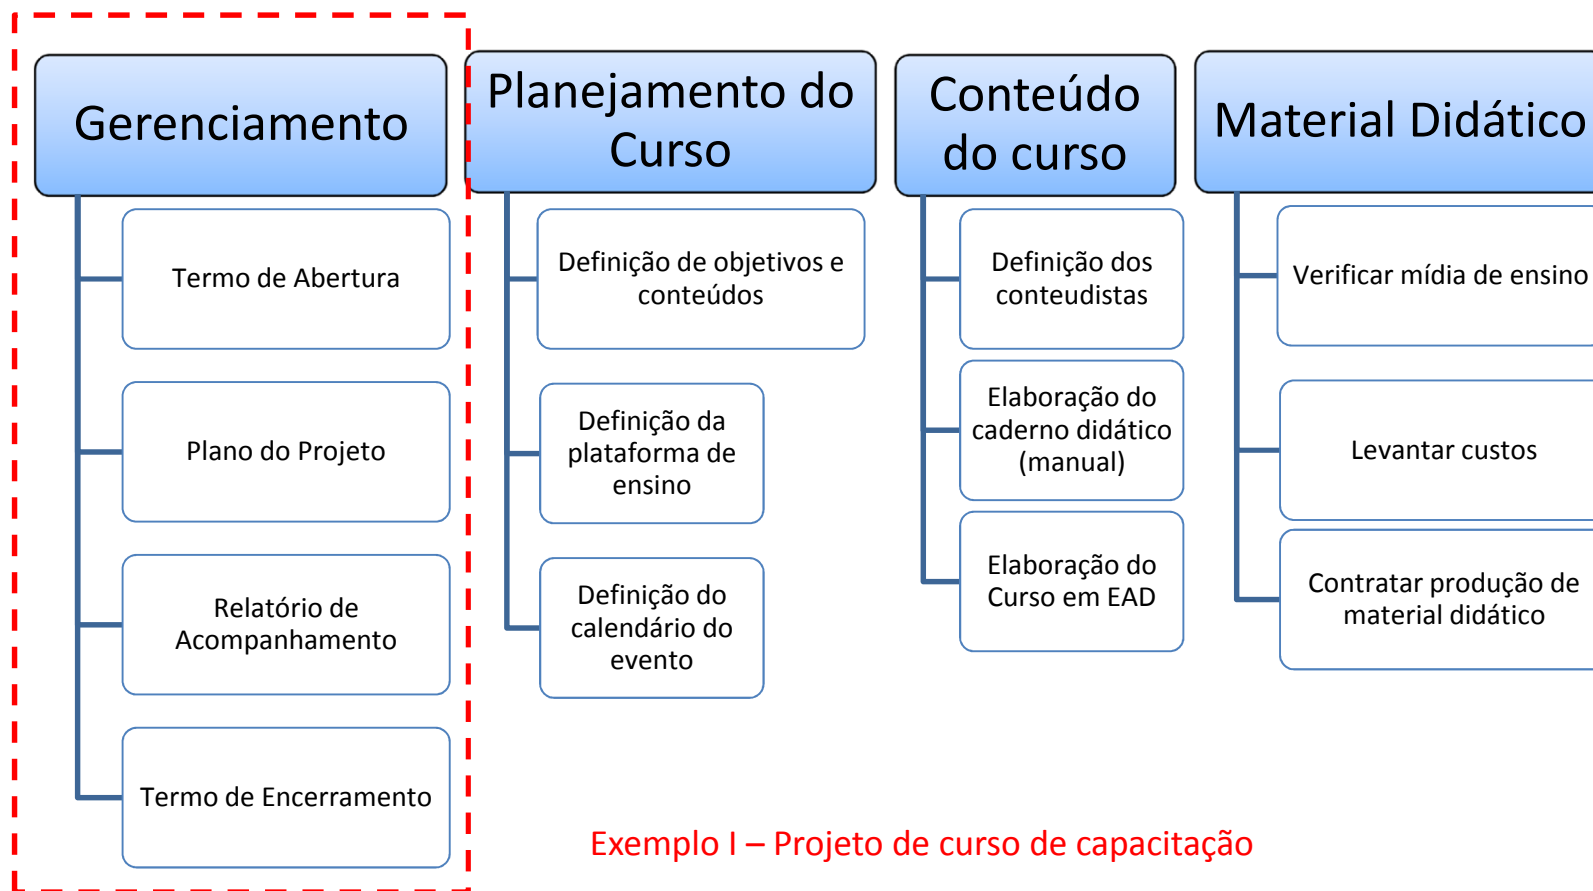 Gerenciamento
Termo de Abertura
Plano do Projeto
Relatório de
Acompanhamento
Termo de Encerramento
Planejamento do
Curso
Definição de objetivos e
conteúdos
Definição da
plataforma de
ensino
Definição do
calendário do
evento
Conteúdo
do curso
Definição dos
conteudistas
Elaboração do
caderno didático
(manual)
Elaboração do
Curso em EAD
Material Didático
Verificar mídia de ensino
Levantar custos
Contratar produção de
material didático
Exemplo I – Projeto de curso de capacitação